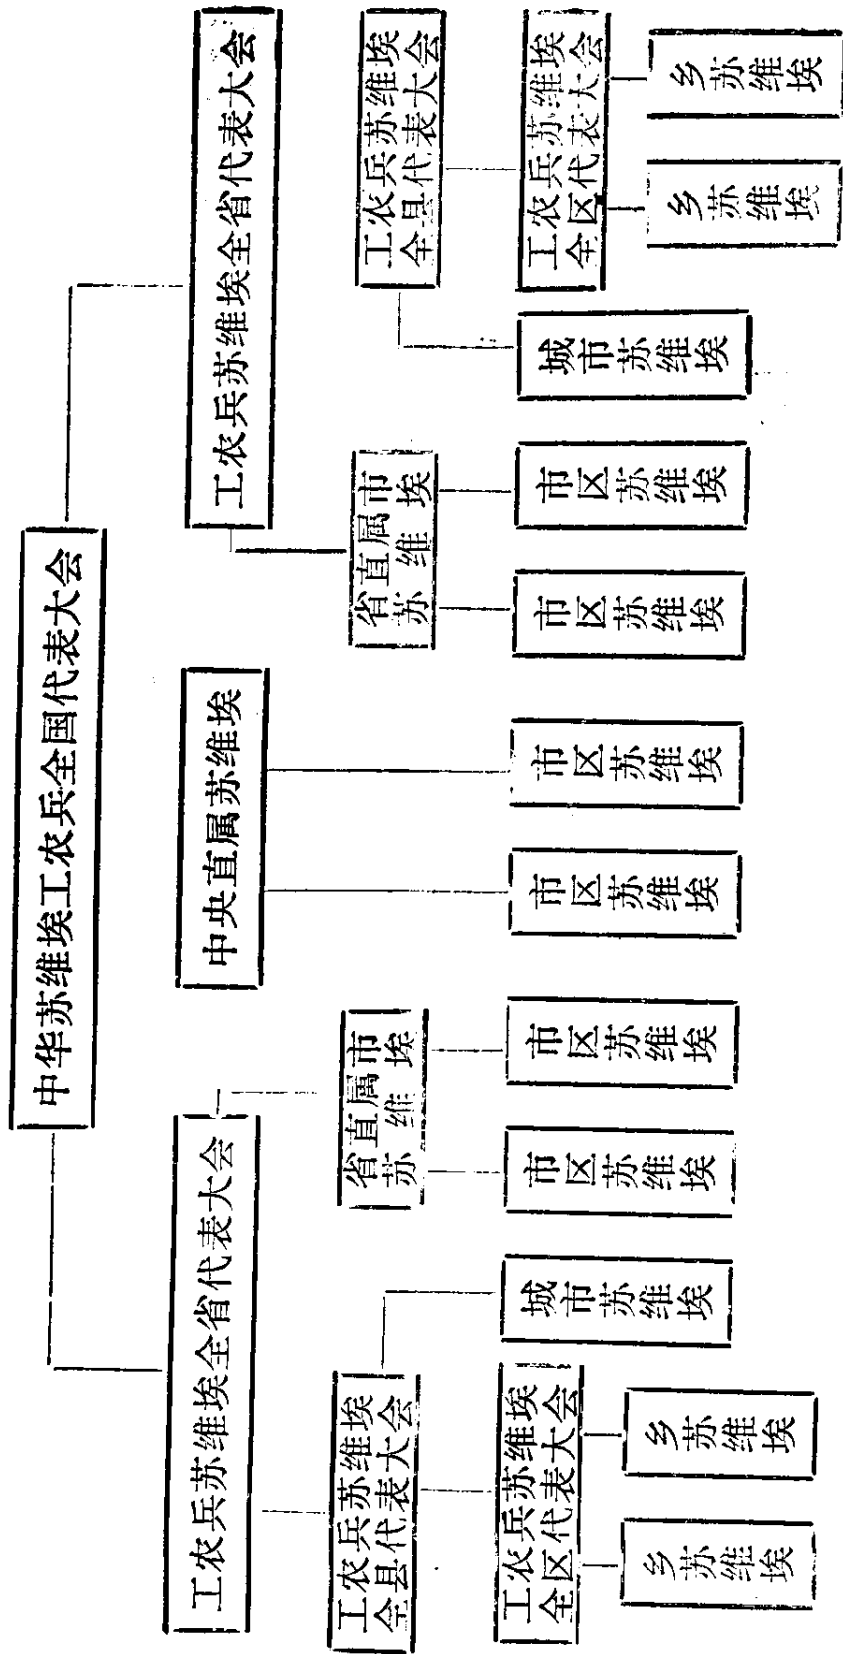 中华苏维埃工农兵全国代表大会
工农兵苏维埃全省代表大会
中央直属苏维埃
工农兵苏维埃全省代表大会
工农兵苏维埃
全县代表大会
省直属市
苏维埃
省直属市
苏维埃
工农兵苏维埃
全县代表大会
工农兵苏维埃
全区代表大会
城市苏维埃
市区苏维埃
市区苏维埃
市区苏维埃
市区苏维埃
市区苏维埃
市区苏维埃
城市苏维埃
工农兵苏维埃
全区代表大会
乡苏维埃
乡苏维埃
乡苏维埃
乡苏维埃